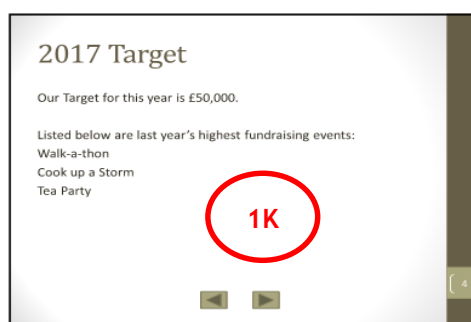 2017 Target
Our Target for this year is £50,000.
Listed below are last year's highest fundraising events:
Walk-a-thon
Cook up a Storm
Tea Party
1K
4